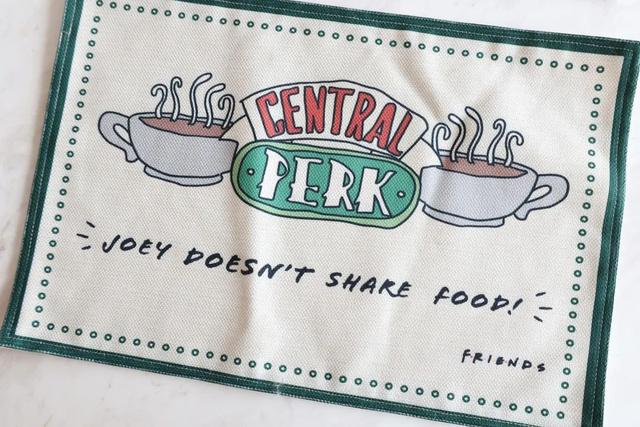 CENTRAL
PERK
JOEY DOESN'T SHARE FOOD!
FRIENDS